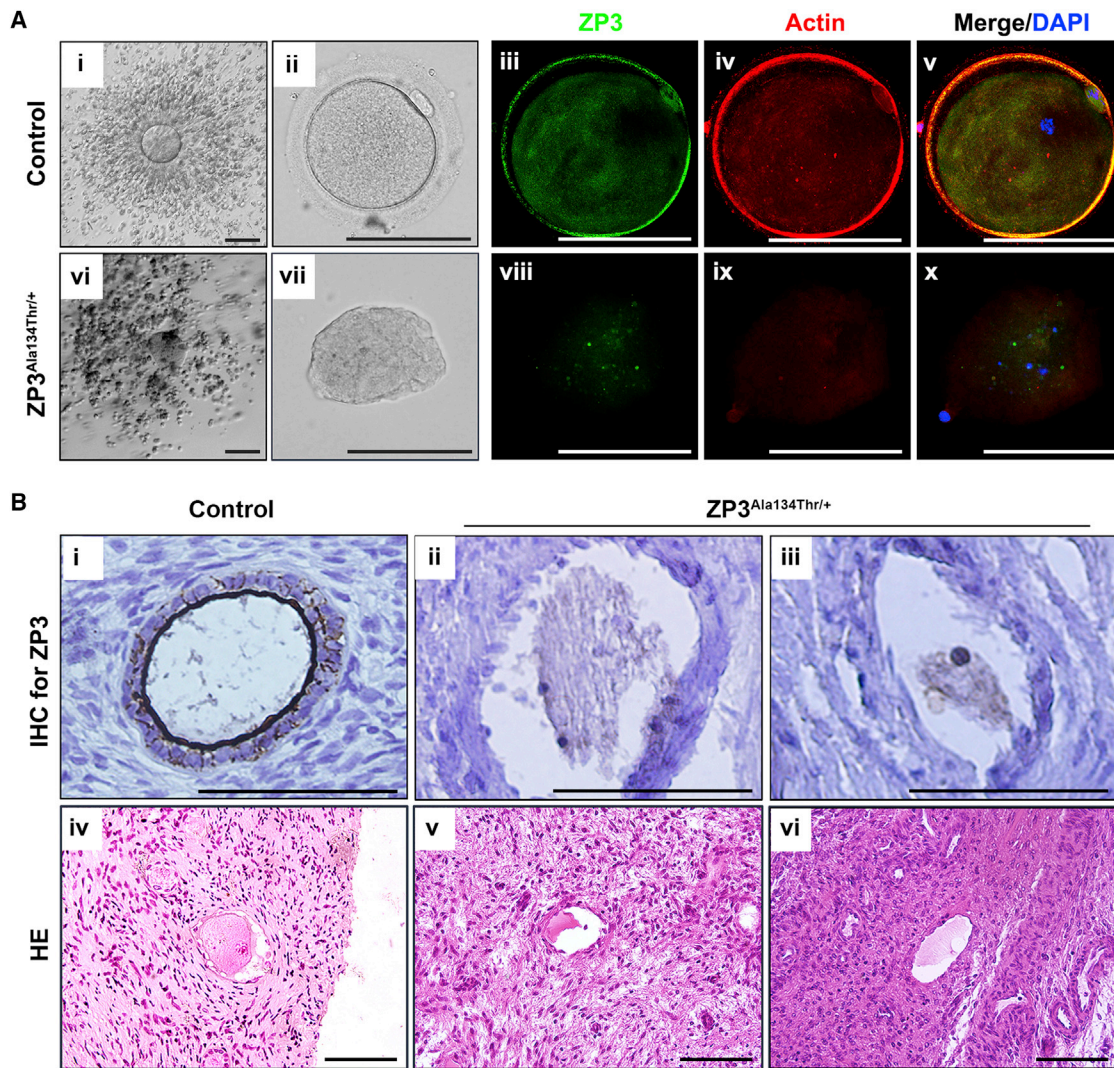 A
ZP3 Actin Merge/DAPI
Control
i ii iii iv v
ZP3Ala134Thr/+
vi vii viii ix x
B
Control ZP3Ala134Thr/+
IHC for ZP3
i ii iii
HE
iv v vi